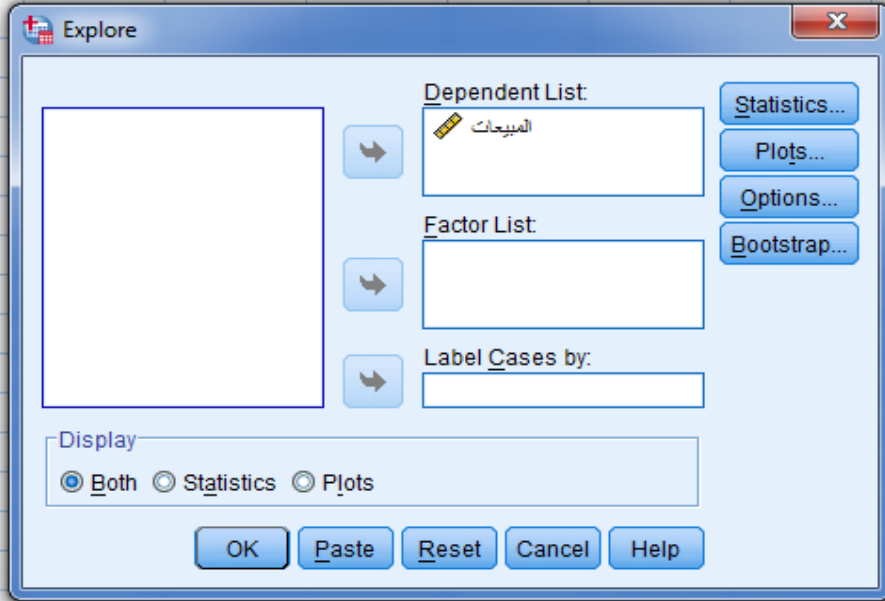 Explore
Dependent List:
المبيعات
Factor List:
Label Cases by:
Statistics...
Plots...
Options...
Bootstrap...
Display
Both Statistics Plots
OK Paste Reset Cancel Help